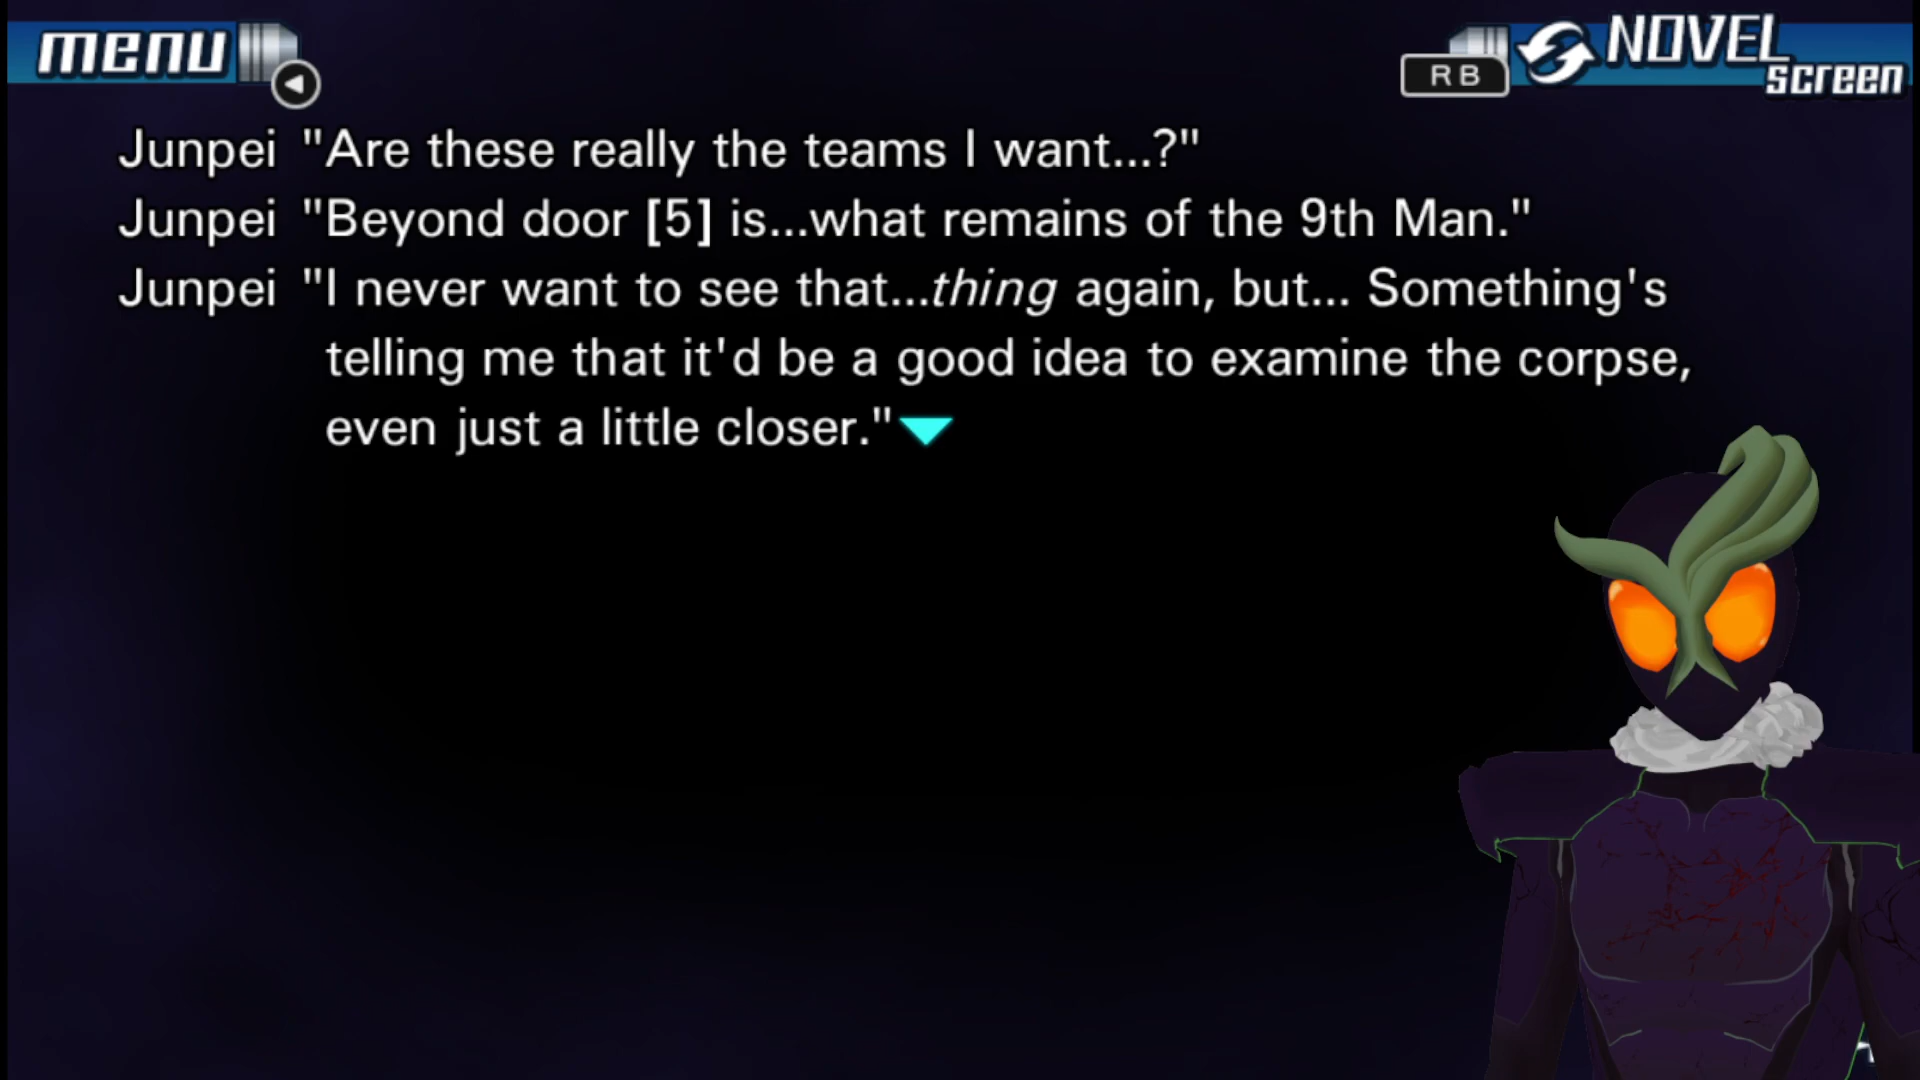 menu
RB NOVEL screen
Junpei "Are these really the teams I want...?"
Junpei "Beyond door [5] is...what remains of the 9th Man."
Junpei "I never want to see that...thing again, but... Something's
telling me that it'd be a good idea to examine the corpse,
even just a little closer."